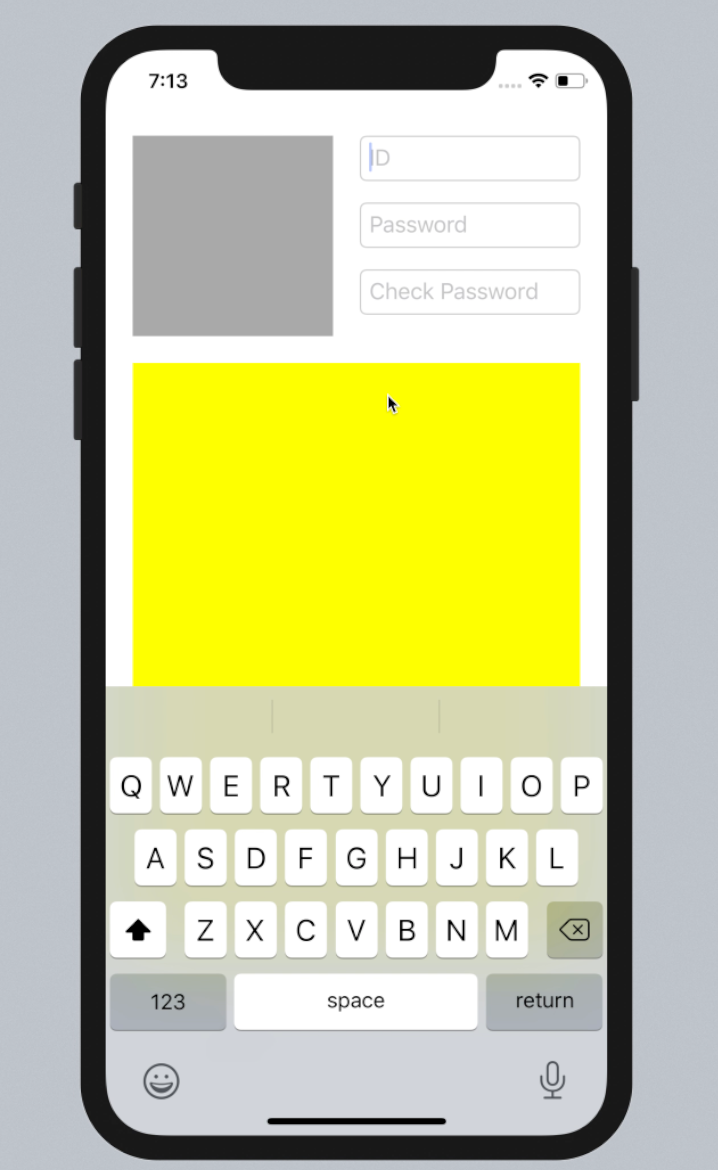 7:13
ID
Password
Check Password
Q W E R T Y U I O P
A S D F G H J K L
Z X C V B N M
123 space return